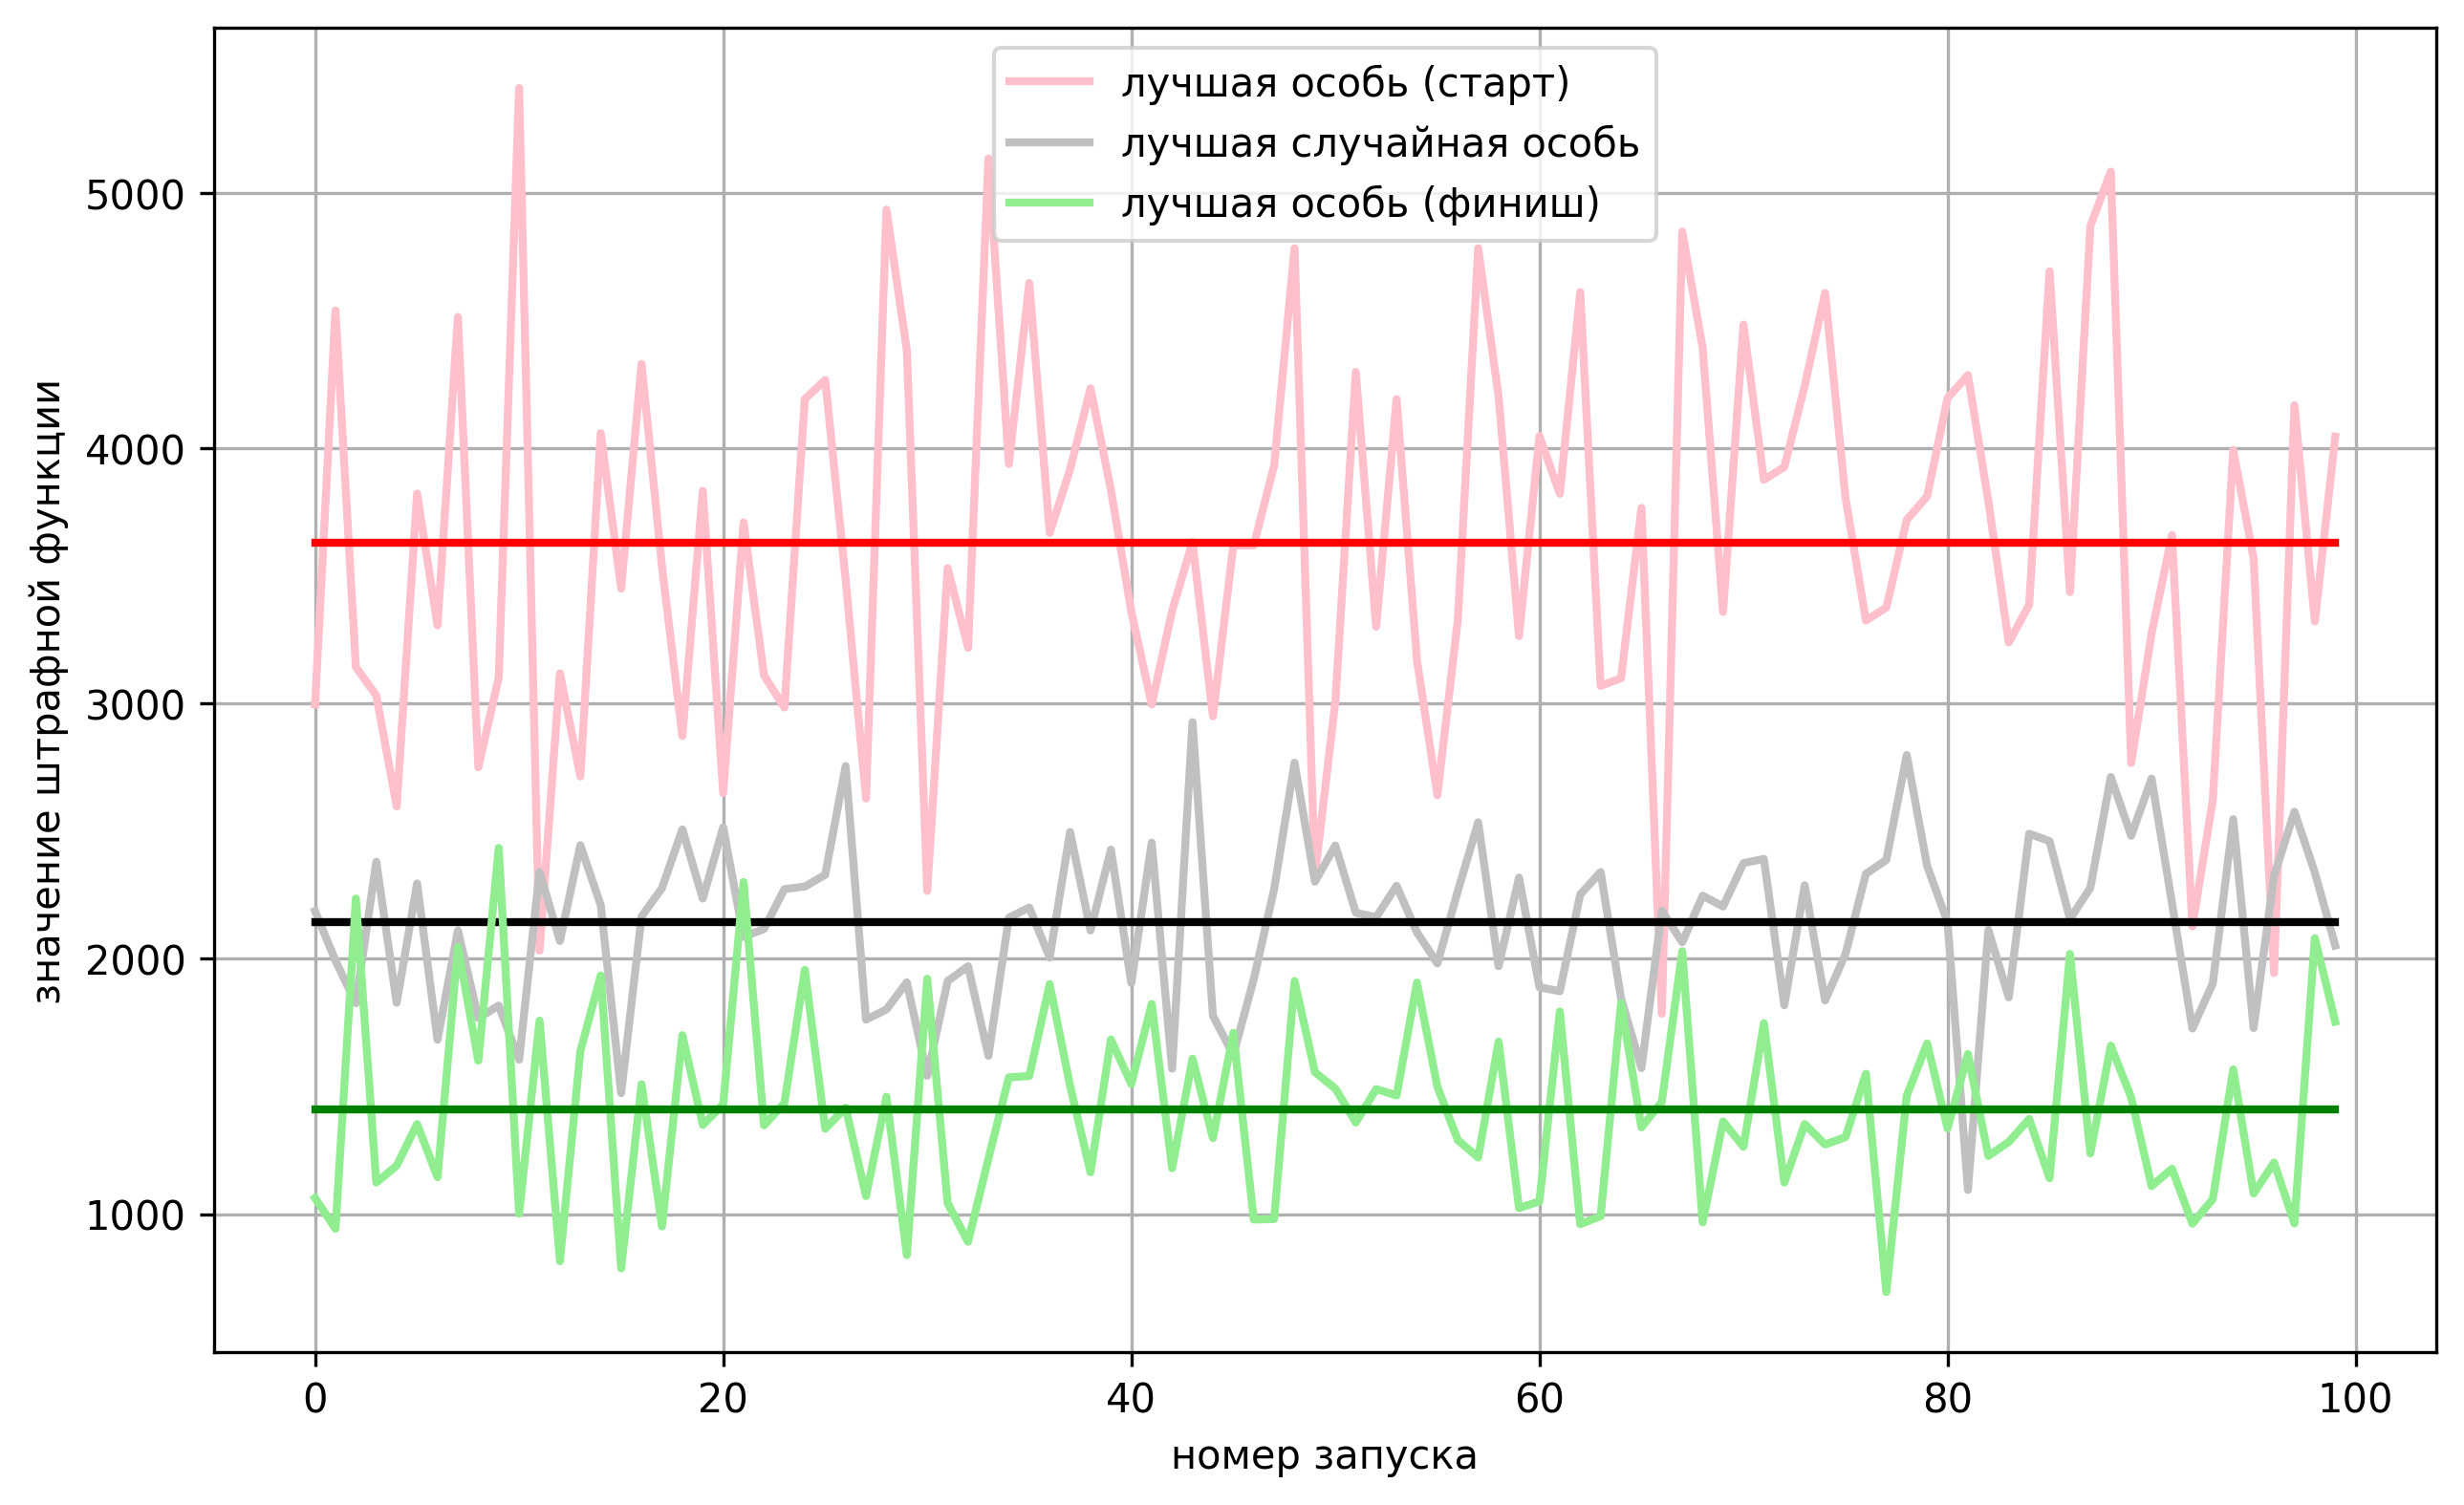 лучшая особь (старт)
лучшая случайная особь
лучшая особь (финиш)
значение штрафной функции
5000
4000
3000
2000
1000
0 20 40 60 80 100
номер запуска